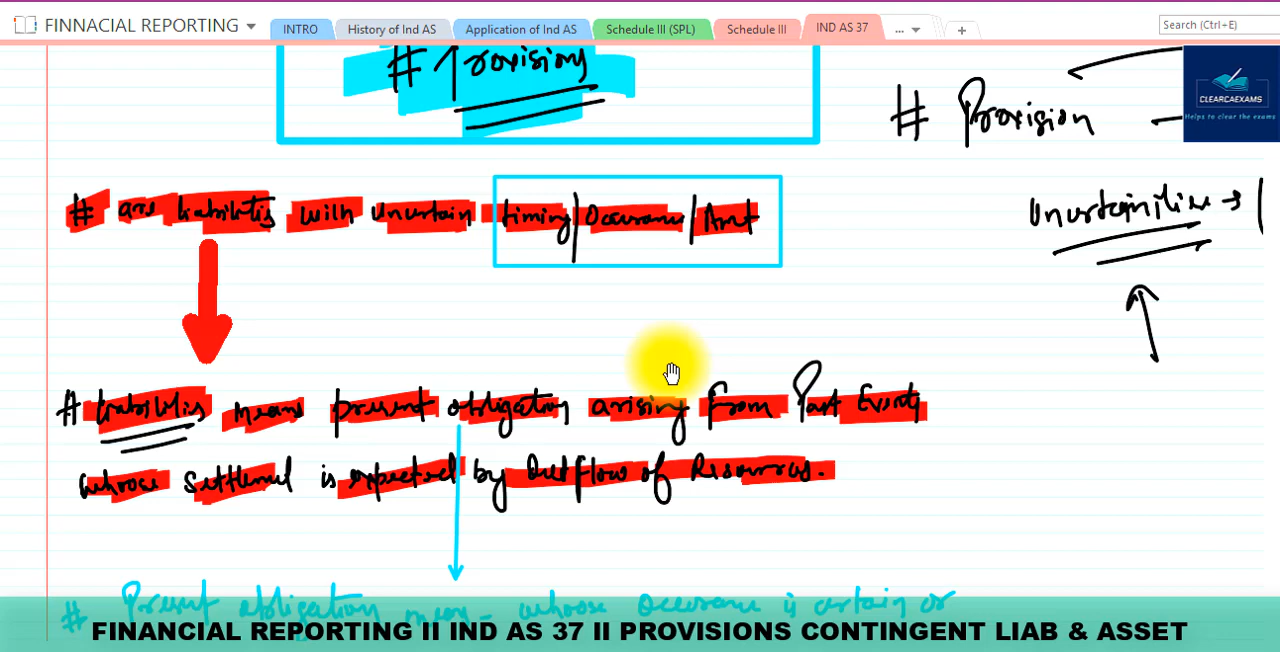 FINNACIAL REPORTING
INTRO
History of Ind AS
Application of Ind AS
Schedule III (SPL)
Schedule III
IND AS 37
...
+
Search (Ctrl+E)
# Provisions
# Provision
CLEARCAEXAMS
Helps to clear the exams
# are liabilities with uncertain timing/Occurance/Amt
Uncertainities →
# Liabilities means present obligation arising from Past Events
whose settlement is expected by Outflow of Resources.
# Present obligation means whose occurance is certain or
FINANCIAL REPORTING II IND AS 37 II PROVISIONS CONTINGENT LIAB & ASSET